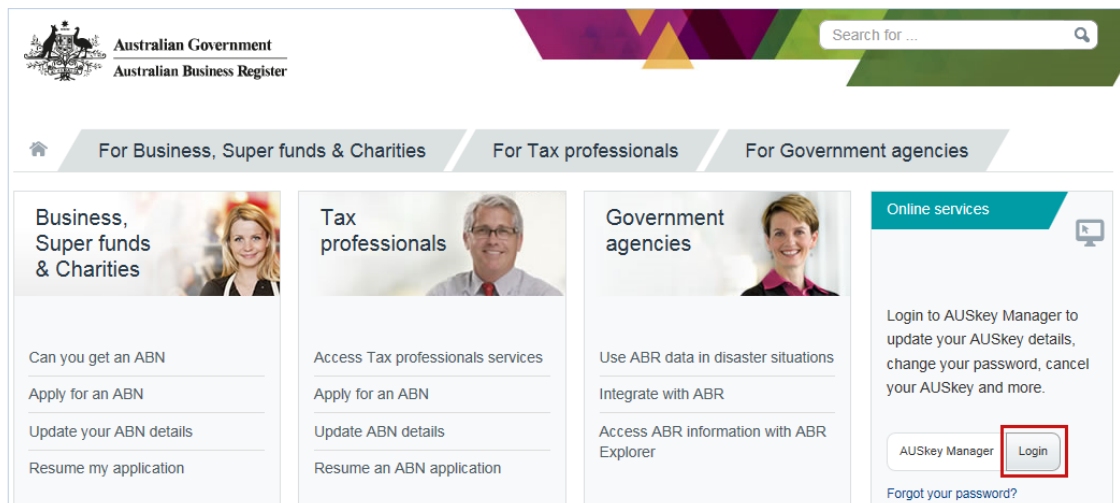 Australian Government
Australian Business Register
Search for ...
For Business, Super funds & Charities
For Tax professionals
For Government agencies
Business,
Super funds
& Charities
Can you get an ABN
Apply for an ABN
Update your ABN details
Resume my application
Tax
professionals
Access Tax professionals services
Apply for an ABN
Update ABN details
Resume an ABN application
Government
agencies
Use ABR data in disaster situations
Integrate with ABR
Access ABR information with ABR
Explorer
Online services
Login to AUSkey Manager to
update your AUSkey details,
change your password, cancel
your AUSkey and more.
AUSkey Manager
Login
Forgot your password?